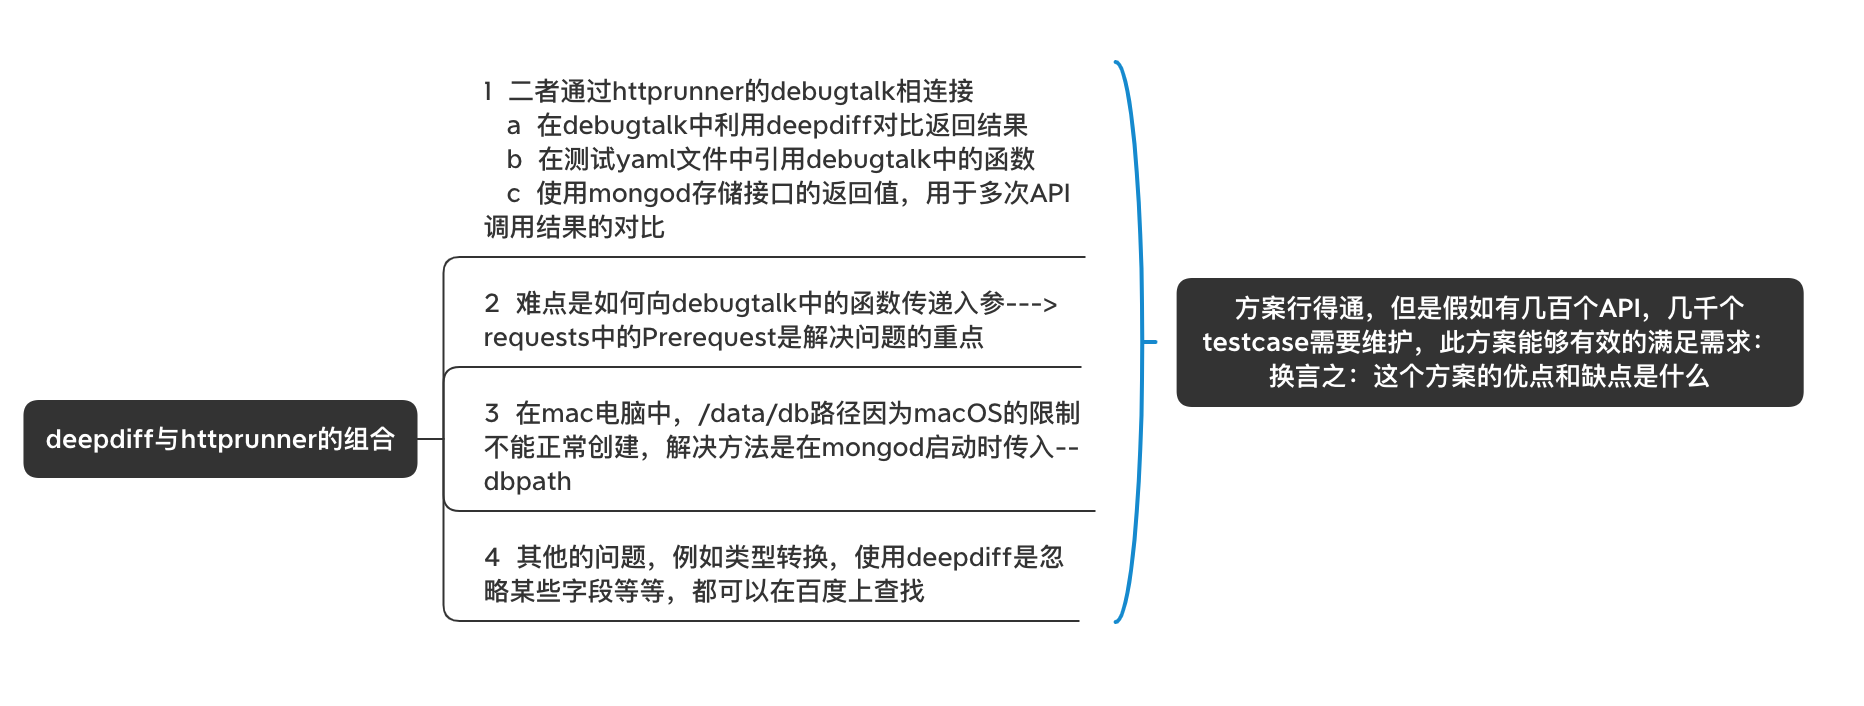 deepdiff与httprunner的组合
1 二者通过httprunner的debugtalk相连接
a 在debugtalk中利用deepdiff对比返回结果
b 在测试yaml文件中引用debugtalk中的函数
c 使用mongod存储接口的返回值，用于多次API
调用结果的对比
2 难点是如何向debugtalk中的函数传递入参--->
requests中的Prerequest是解决问题的重点
3 在mac电脑中，/data/db路径因为macOS的限制
不能正常创建，解决方法是在mongod启动时传入--
dbpath
4 其他的问题，例如类型转换，使用deepdiff是忽
略某些字段等等，都可以在百度上查找
方案行得通，但是假如有几百个API，几千个
testcase需要维护，此方案能够有效的满足需求：
换言之：这个方案的优点和缺点是什么